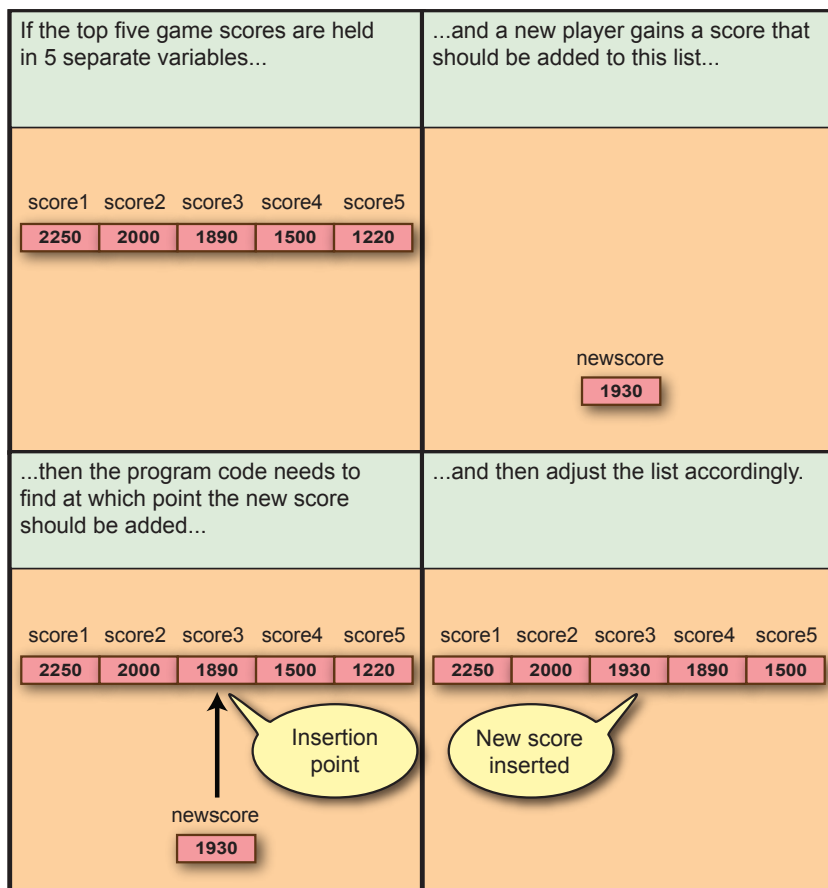 If the top five game scores are held
in 5 separate variables...
...and a new player gains a score that
should be added to this list...
score1 score2 score3 score4 score5
2250 2000 1890 1500 1220
newscore
1930
...then the program code needs to
find at which point the new score
should be added...
...and then adjust the list accordingly.
score1 score2 score3 score4 score5
2250 2000 1890 1500 1220
Insertion
point
newscore
1930
score1 score2 score3 score4 score5
2250 2000 1930 1890 1500
New score
inserted